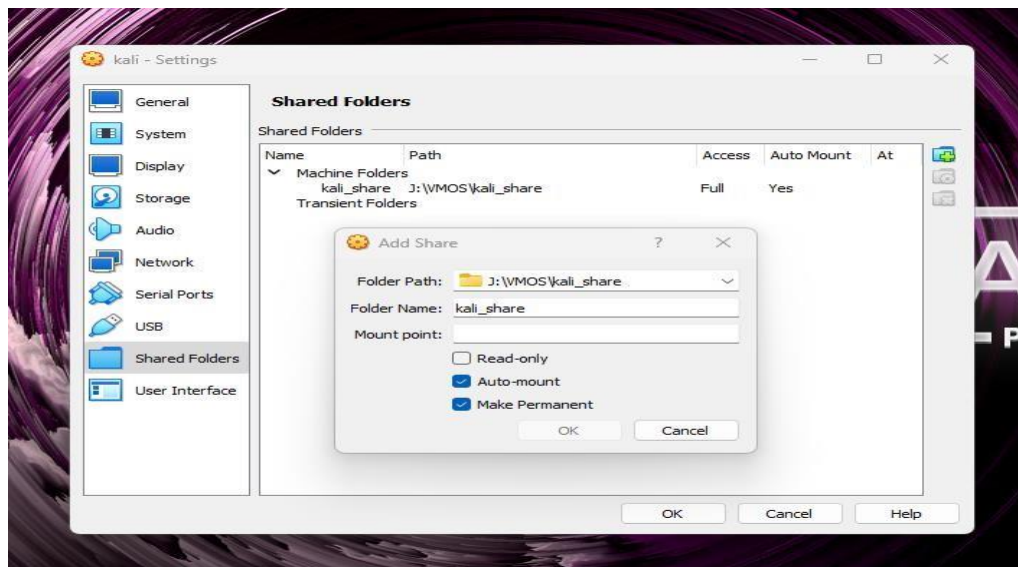 kali - Settings
General
System
Display
Storage
Audio
Network
Serial Ports
USB
Shared Folders
User Interface
Shared Folders
Shared Folders
Name Path Access Auto Mount At
Machine Folders
kali_share J:\VMOS\kali_share Full Yes
Transient Folders
Add Share ?
Folder Path: J:\VMOS\kali_share
Folder Name: kali_share
Mount point:
Read-only
Auto-mount
Make Permanent
OK Cancel
OK Cancel Help